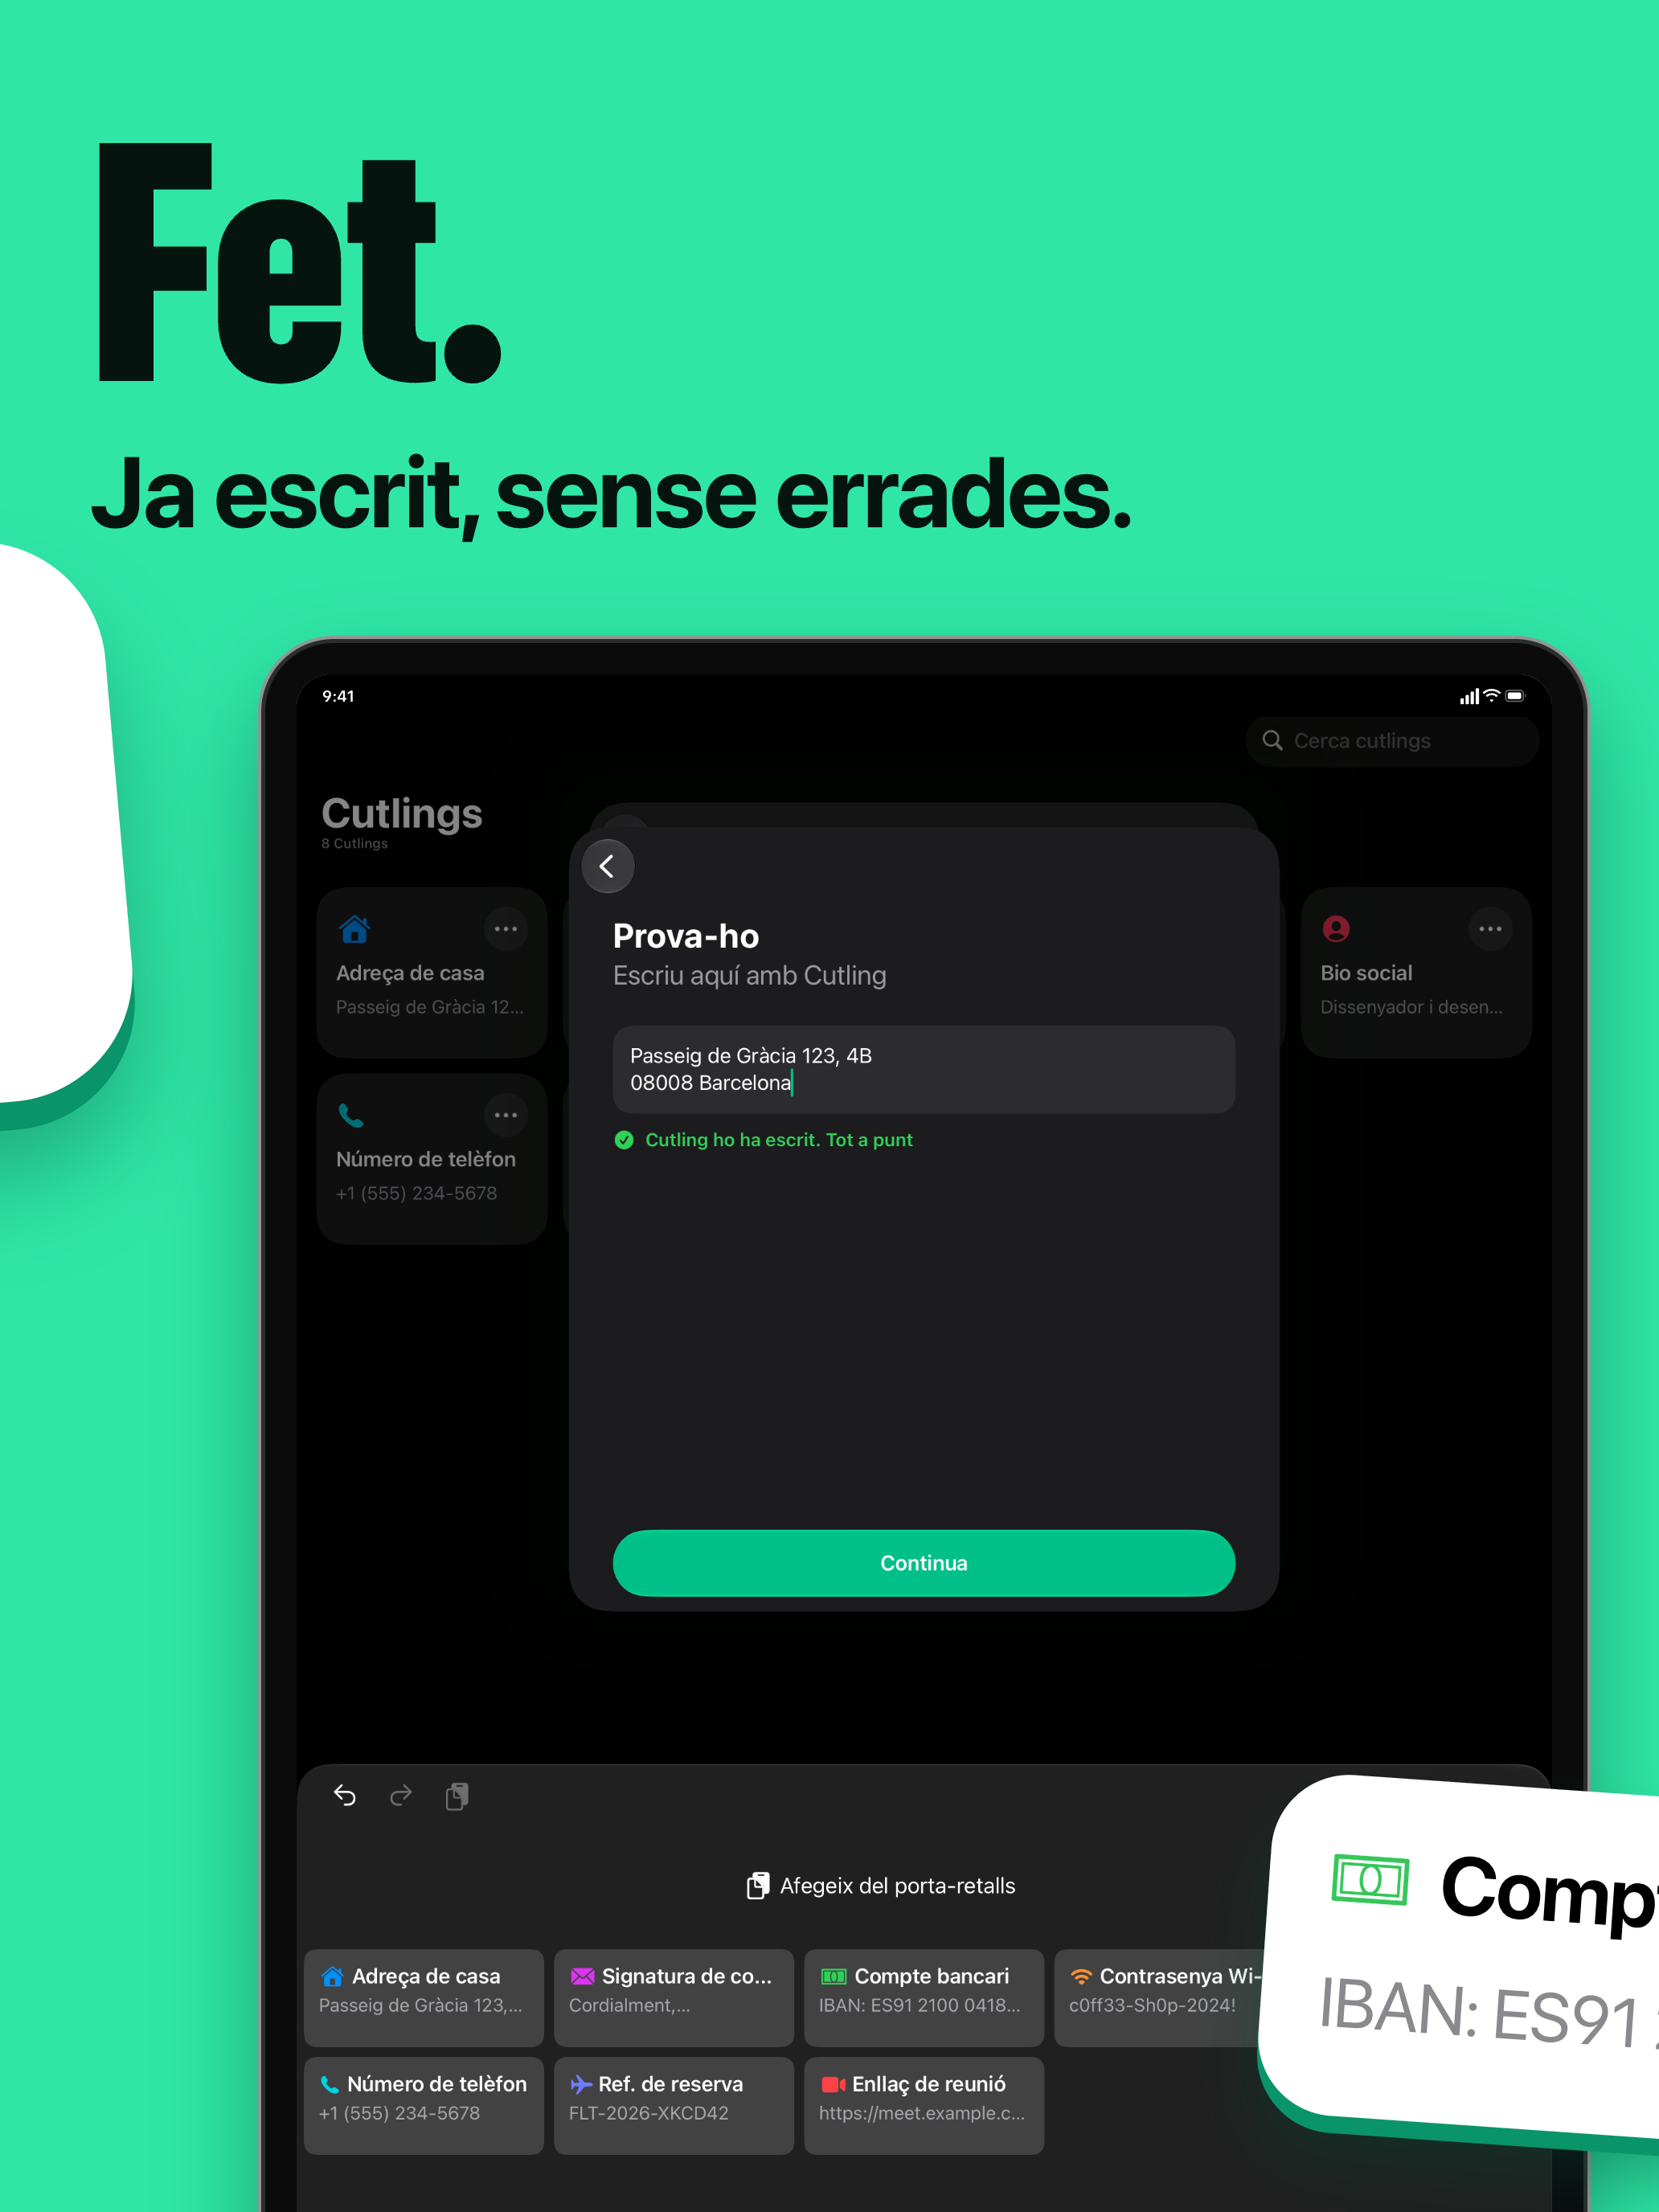 Fet.
Ja escrit, sense errades.
9:41
Cerca cutlings
Cutlings
8 Cutlings
Adreça de casa
Passeig de Gràcia 12...
Número de telèfon
+1 (555) 234-5678
Bio social
Dissenyador i desen...
Prova-ho
Escriu aquí amb Cutling
Passeig de Gràcia 123, 4B
08008 Barcelona
Cutling ho ha escrit. Tot a punt
Continua
Afegeix del porta-retalls
Adreça de casa
Passeig de Gràcia 123,...
Signatura de co...
Cordialment,...
Compte bancari
IBAN: ES91 2100 0418...
Contrasenya Wi-
c0ff33-Sh0p-2024!
Número de telèfon
+1 (555) 234-5678
Ref. de reserva
FLT-2026-XKCD42
Enllaç de reunió
https://meet.example.c...
Comp
IBAN: ES91